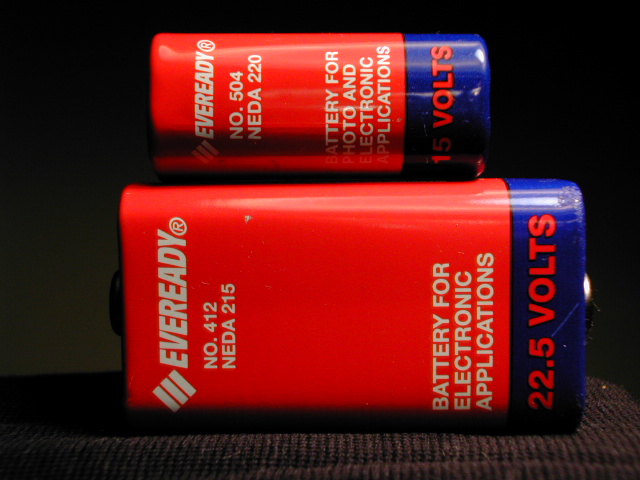 EVEREADY®
NO. 504
NEDA 220
BATTERY FOR
PHOTO AND
ELECTRONIC
APPLICATIONS
15 VOLTS
EVEREADY®
NO. 412
NEDA 215
BATTERY FOR
ELECTRONIC
APPLICATIONS
22.5 VOLTS